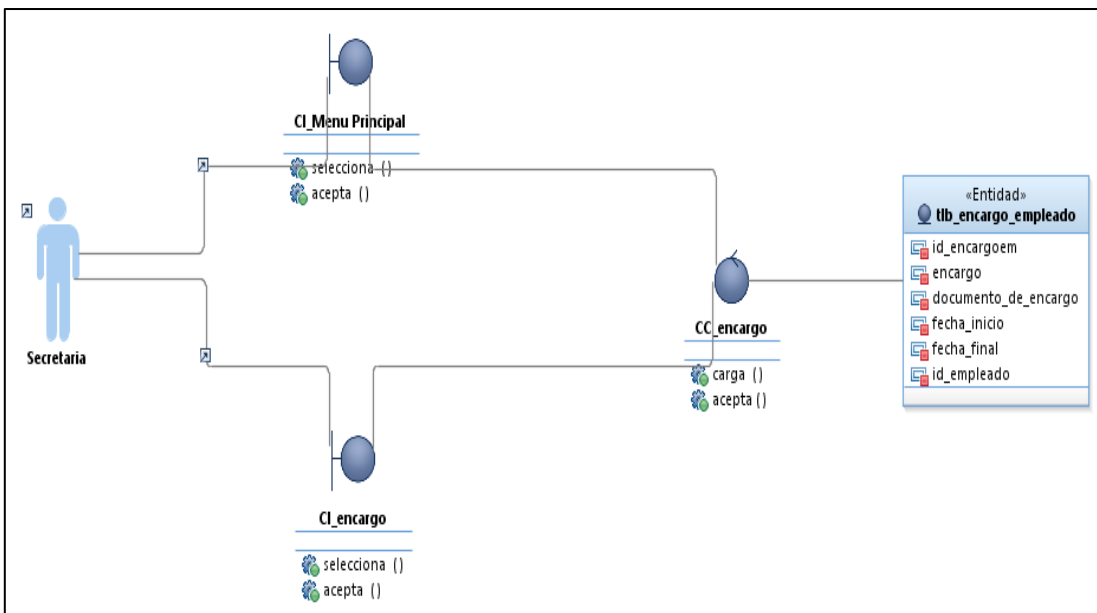 CI_Menu Principal
selecciona ()
acepta ()
Secretaria
CI_encargo
selecciona ()
acepta ()
CC_encargo
carga ()
acepta ()
«Entidad»
tlb_encargo_empleado
id_encargoem
encargo
documento_de_encargo
fecha_inicio
fecha_final
id_empleado